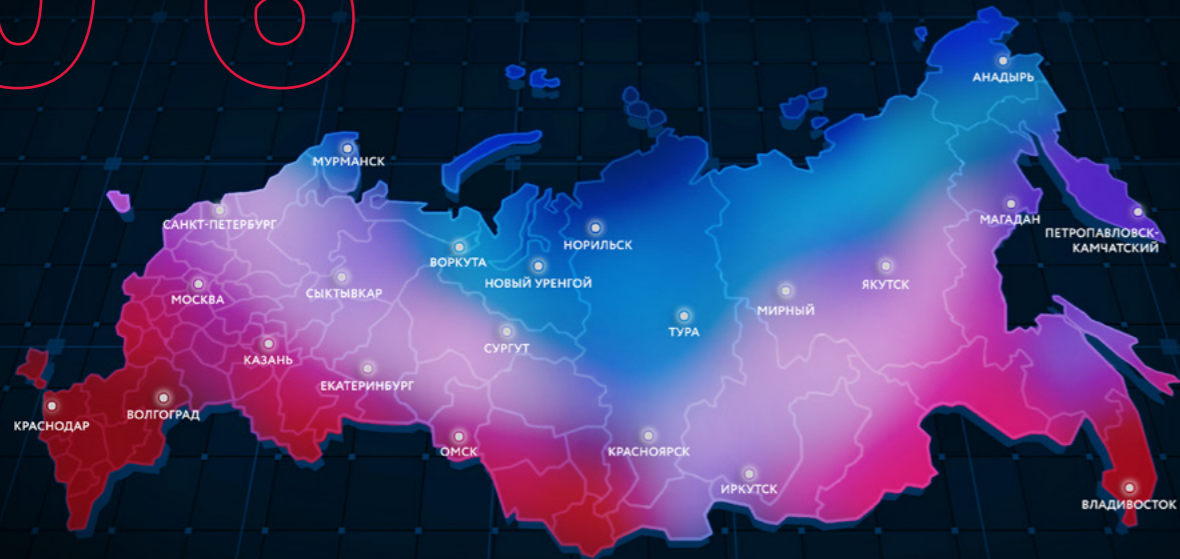 АНАДЫРЬ
МУРМАНСК
САНКТ-ПЕТЕРБУРГ
МАГАДАН
ПЕТРОПАВЛОВСК-
КАМЧАТСКИЙ
НОРИЛЬСК
ВОРКУТА
НОВЫЙ УРЕНГОЙ
ЯКУТСК
МОСКВА
СЫКТЫВКАР
МИРНЫЙ
ТУРА
СУРГУТ
КАЗАНЬ
ЕКАТЕРИНБУРГ
ВОЛГОГРАД
КРАСНОДАР
ОМСК
КРАСНОЯРСК
ИРКУТСК
ВЛАДИВОСТОК